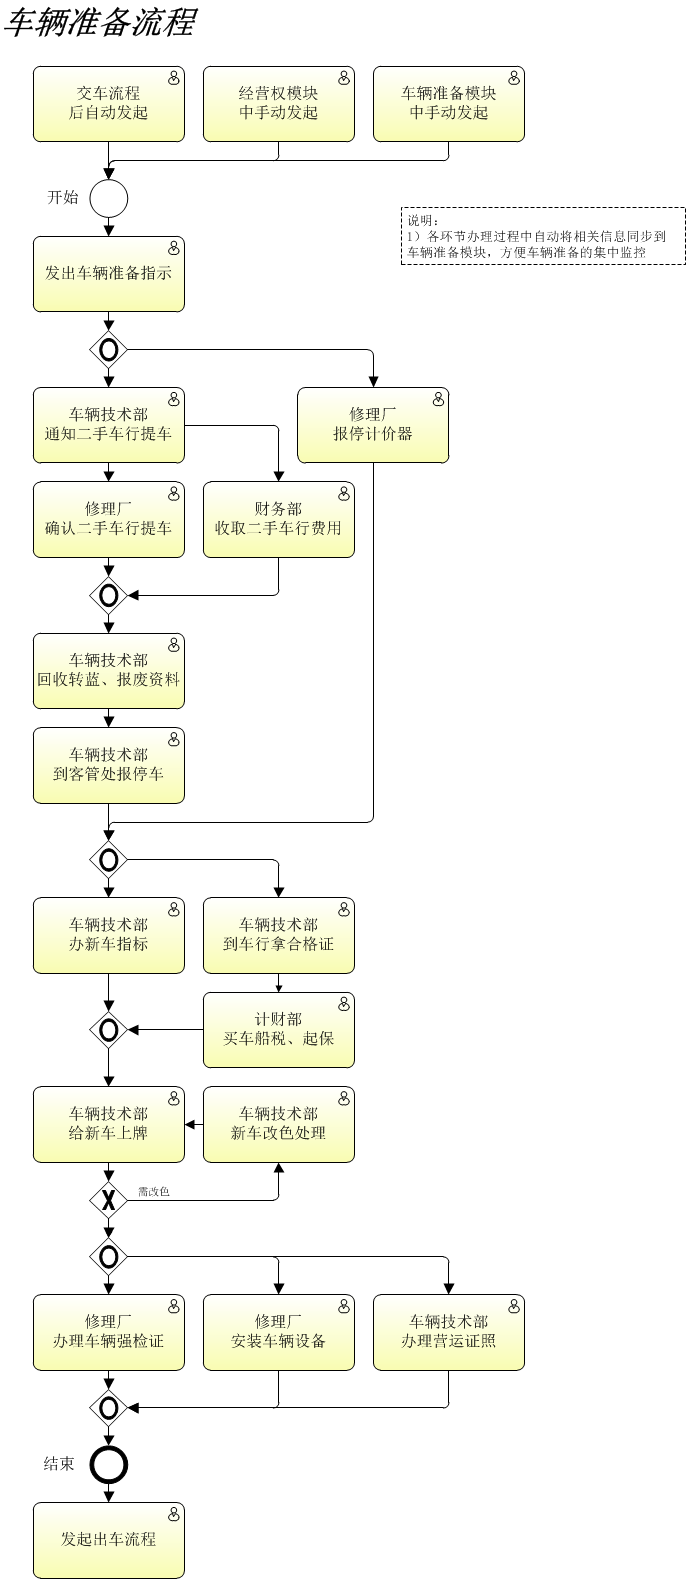 车辆准备流程
交车流程
后自动发起
经营权模块
中手动发起
车辆准备模块
中手动发起
开始
说明：
1）各环节办理过程中自动将相关信息同步到
车辆准备模块，方便车辆准备的集中监控
发出车辆准备指示
车辆技术部
通知二手车行提车
修理厂
报停计价器
修理厂
确认二手车行提车
财务部
收取二手车行费用
车辆技术部
回收转蓝、报废资料
车辆技术部
到客管处报停车
车辆技术部
办新车指标
车辆技术部
到车行拿合格证
计财部
买车船税、起保
车辆技术部
给新车上牌
车辆技术部
新车改色处理
需改色
修理厂
办理车辆强检证
修理厂
安装车辆设备
车辆技术部
办理营运证照
结束
发起出车流程